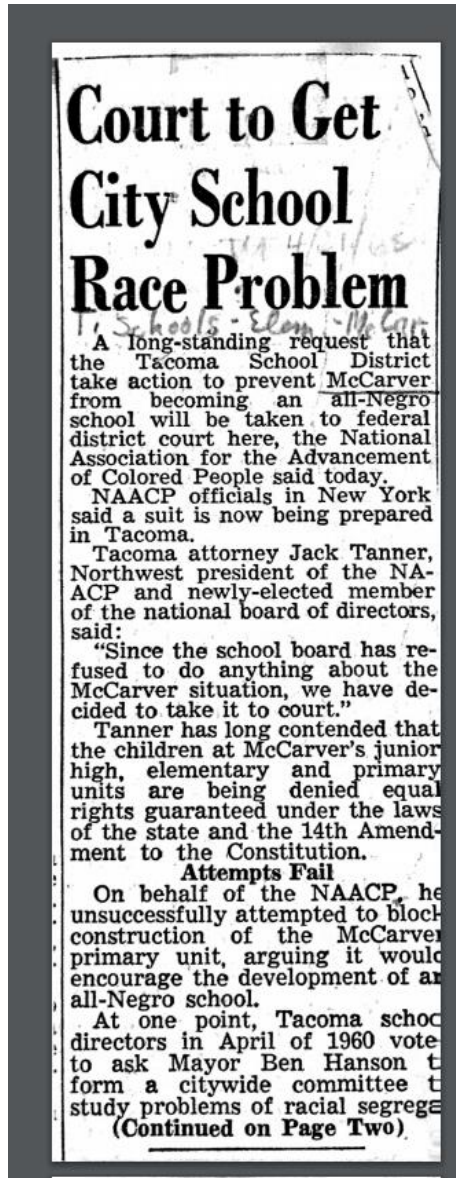 Court to Get
City School
Race Problem
T. Schools - Elem - McCar.
A long-standing request that
the Tacoma School District
take action to prevent McCarver
from becoming an all-Negro
school will be taken to federal
district court here, the National
Association for the Advancement
of Colored People said today.
NAACP officials in New York
said a suit is now being prepared
in Tacoma.
Tacoma attorney Jack Tanner,
Northwest president of the NA-
ACP and newly-elected member
of the national board of directors,
said:
"Since the school board has re-
fused to do anything about the
McCarver situation, we have de-
cided to take it to court."
Tanner has long contended that
the children at McCarver's junior
high, elementary and primary
units are being denied equal
rights guaranteed under the laws
of the state and the 14th Amend-
ment to the Constitution.
Attempts Fail
On behalf of the NAACP, he
unsuccessfully attempted to block
construction of the McCarver
primary unit, arguing it would
encourage the development of an
all-Negro school.
At one point, Tacoma schoo
directors in April of 1960 vote
to ask Mayor Ben Hanson t
form a citywide committee t
study problems of racial segrega
(Continued on Page Two)